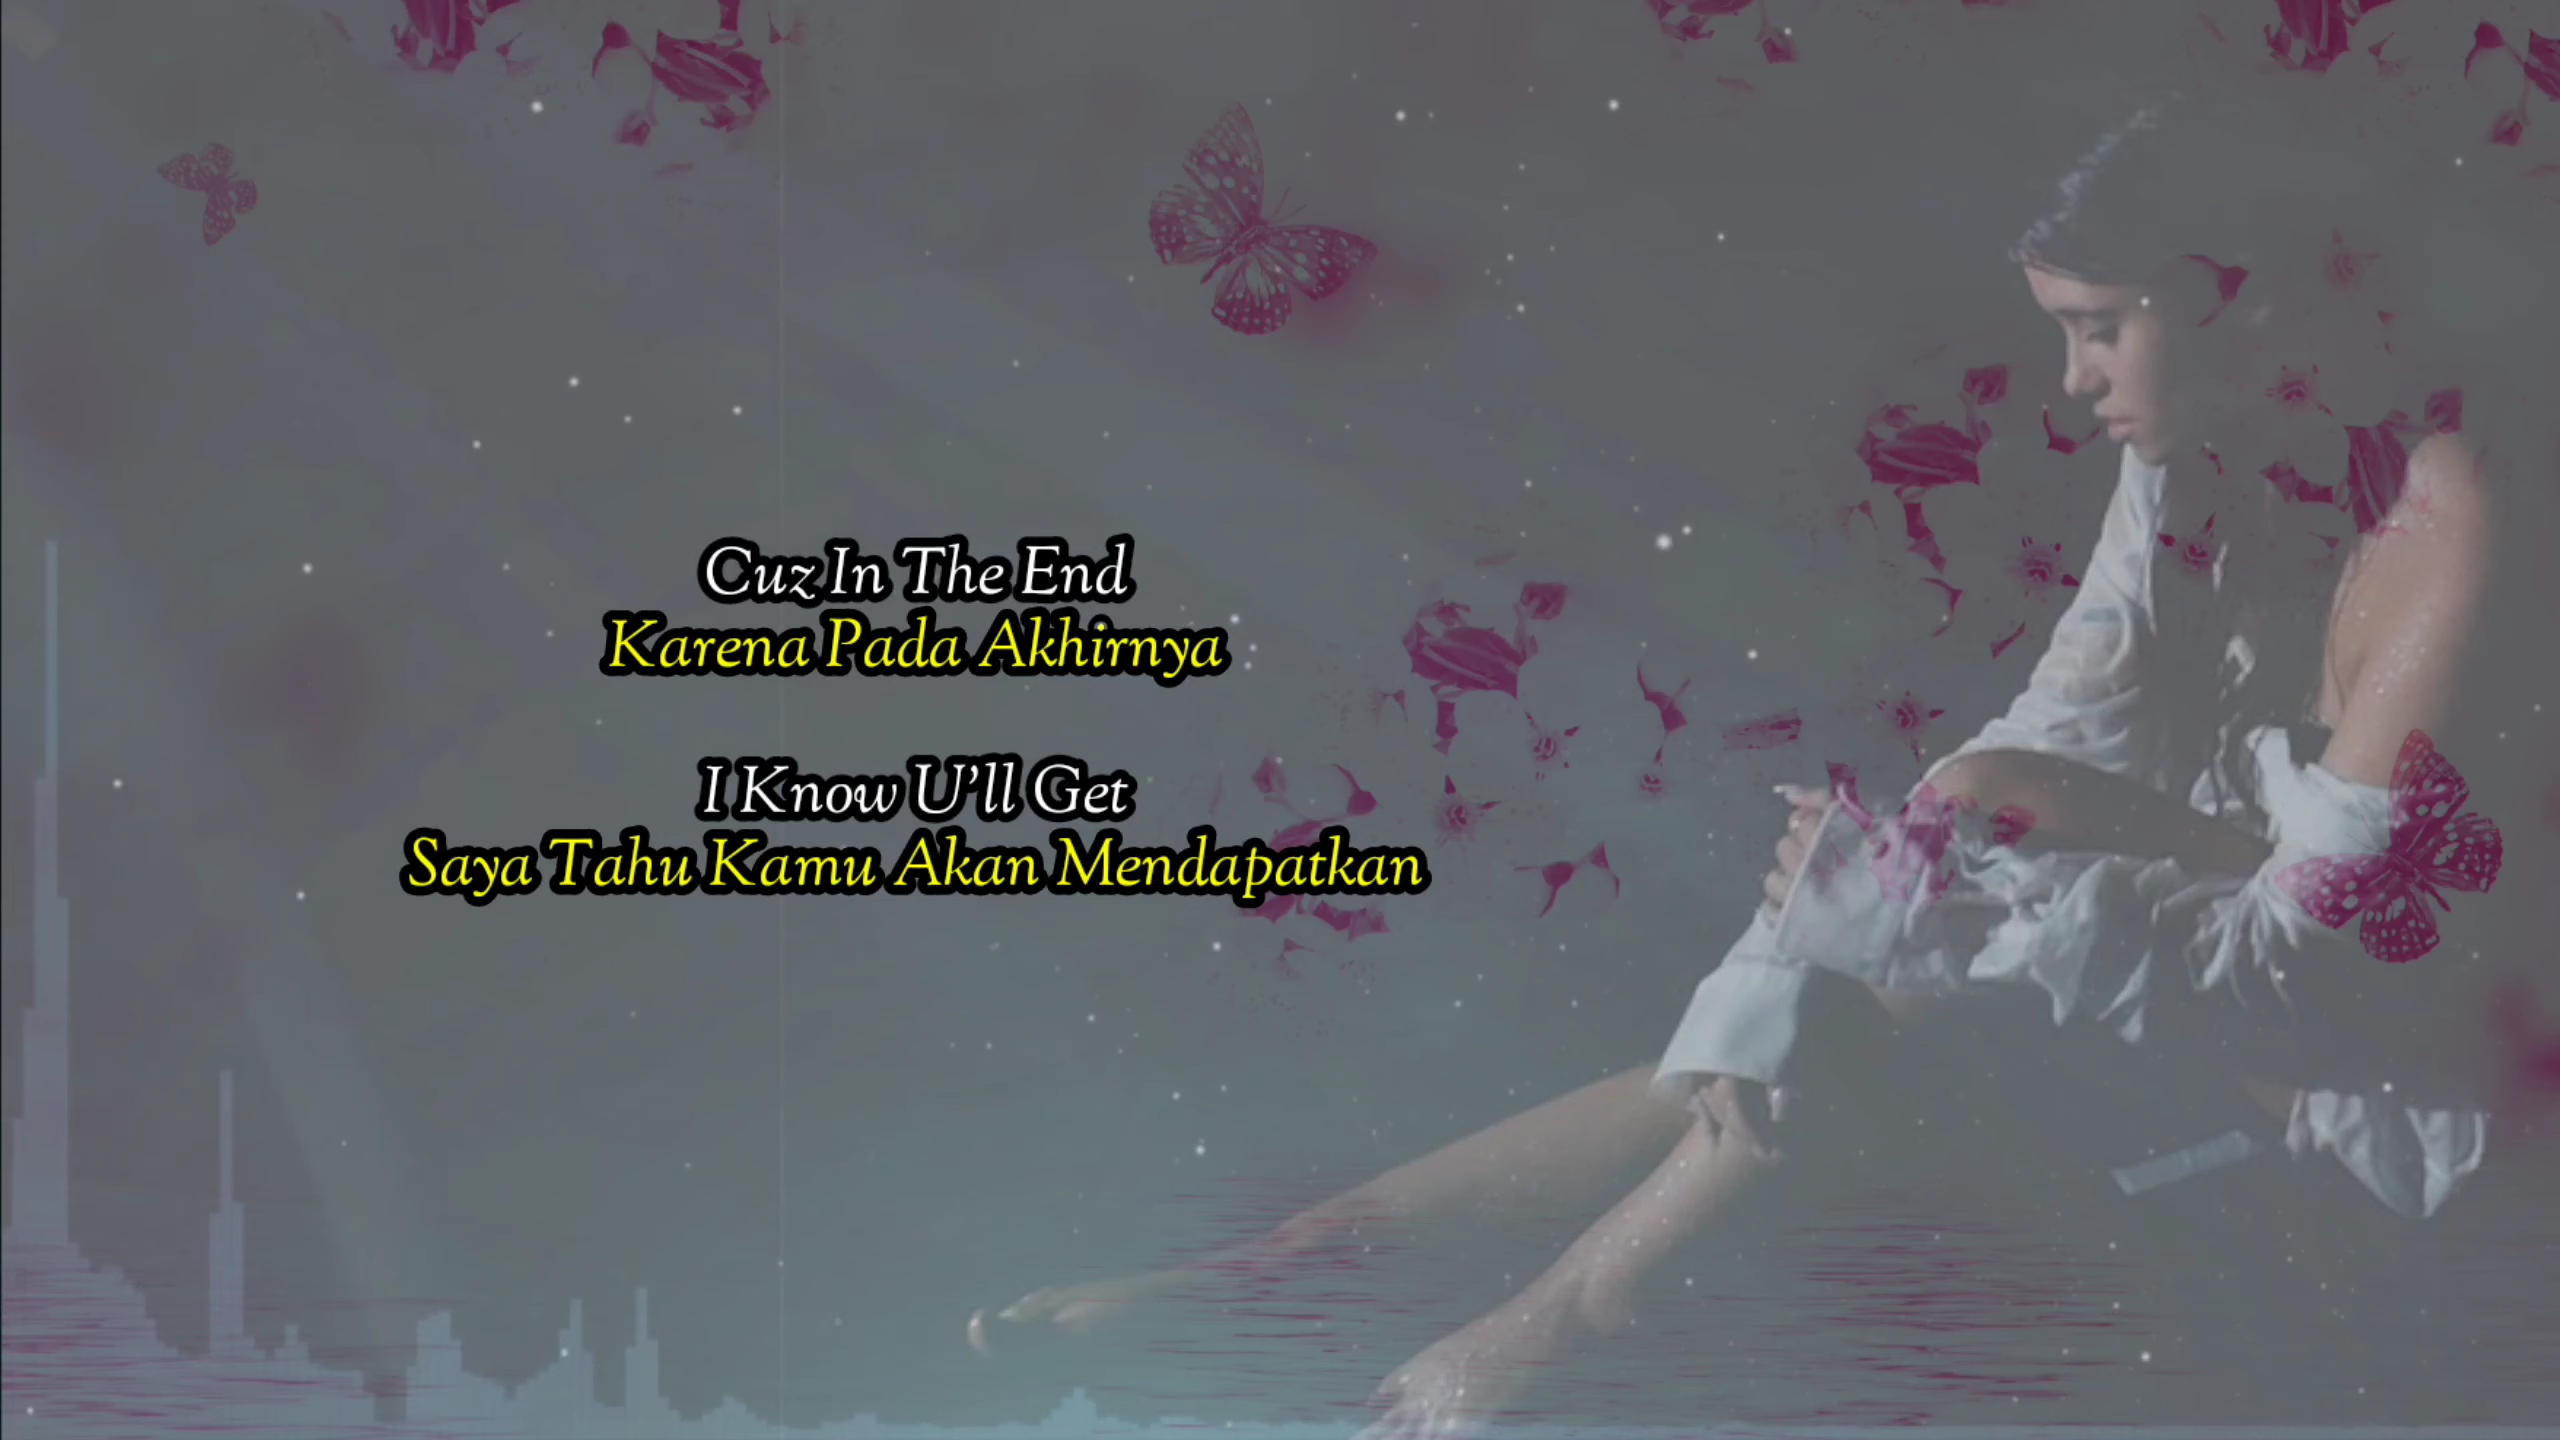 Cuz In The End
Karena Pada Akhirnya
I Know U'll Get
Saya Tahu Kamu Akan Mendapatkan